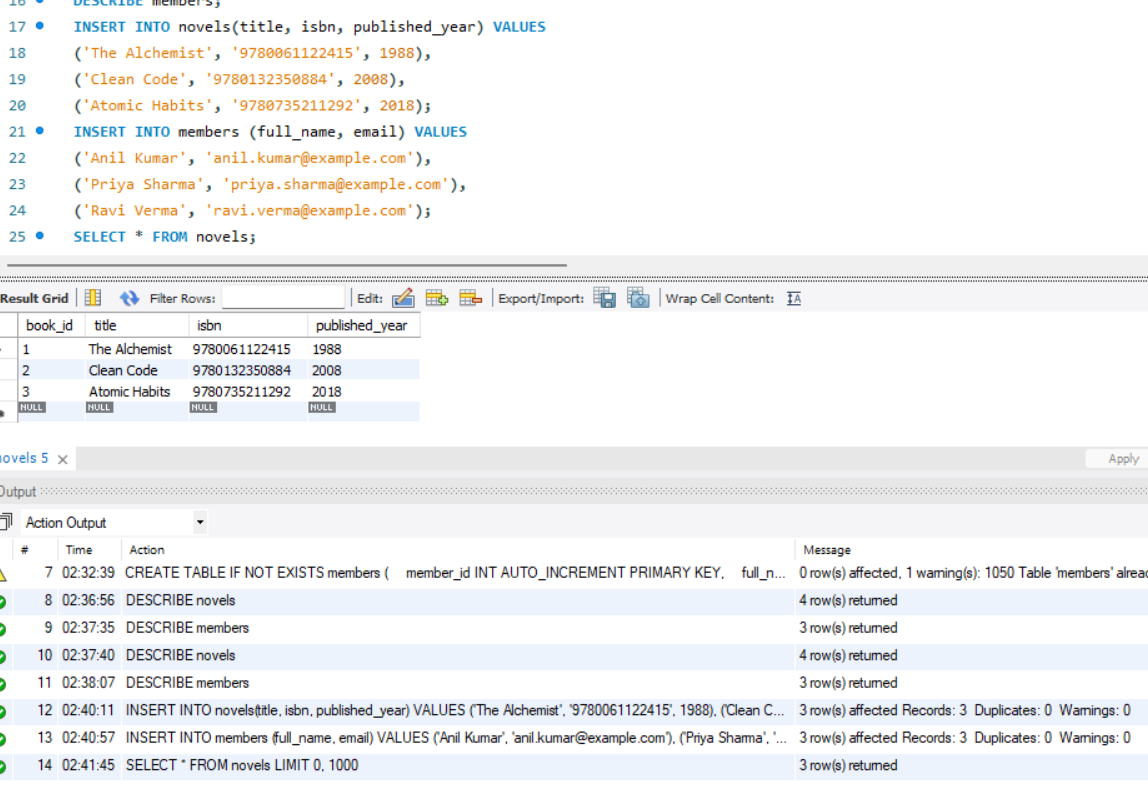 16 DESCRIBE members;
17 INSERT INTO novels(title, isbn, published_year) VALUES
18 ('The Alchemist', '9780061122415', 1988),
19 ('Clean Code', '9780132350884', 2008),
20 ('Atomic Habits', '9780735211292', 2018);
21 INSERT INTO members (full_name, email) VALUES
22 ('Anil Kumar', 'anil.kumar@example.com'),
23 ('Priya Sharma', 'priya.sharma@example.com'),
24 ('Ravi Verma', 'ravi.verma@example.com');
25 SELECT * FROM novels;
Result Grid Filter Rows: Edit: Export/Import: Wrap Cell Content: IA
book_id title isbn published_year
1 The Alchemist 9780061122415 1988
2 Clean Code 9780132350884 2008
3 Atomic Habits 9780735211292 2018
NULL NULL NULL NULL
novels 5 Apply
Output
Action Output
# Time Action Message
7 02:32:39 CREATE TABLE IF NOT EXISTS members ( member_id INT AUTO_INCREMENT PRIMARY KEY, full_n... 0 row(s) affected, 1 warning(s): 1050 Table 'members' alread
8 02:36:56 DESCRIBE novels 4 row(s) returned
9 02:37:35 DESCRIBE members 3 row(s) returned
10 02:37:40 DESCRIBE novels 4 row(s) returned
11 02:38:07 DESCRIBE members 3 row(s) returned
12 02:40:11 INSERT INTO novels(title, isbn, published_year) VALUES ('The Alchemist', '9780061122415', 1988), ('Clean C... 3 row(s) affected Records: 3 Duplicates: 0 Warnings: 0
13 02:40:57 INSERT INTO members (full_name, email) VALUES ('Anil Kumar', 'anil.kumar@example.com'), ('Priya Sharma', '... 3 row(s) affected Records: 3 Duplicates: 0 Warnings: 0
14 02:41:45 SELECT * FROM novels LIMIT 0, 1000 3 row(s) returned